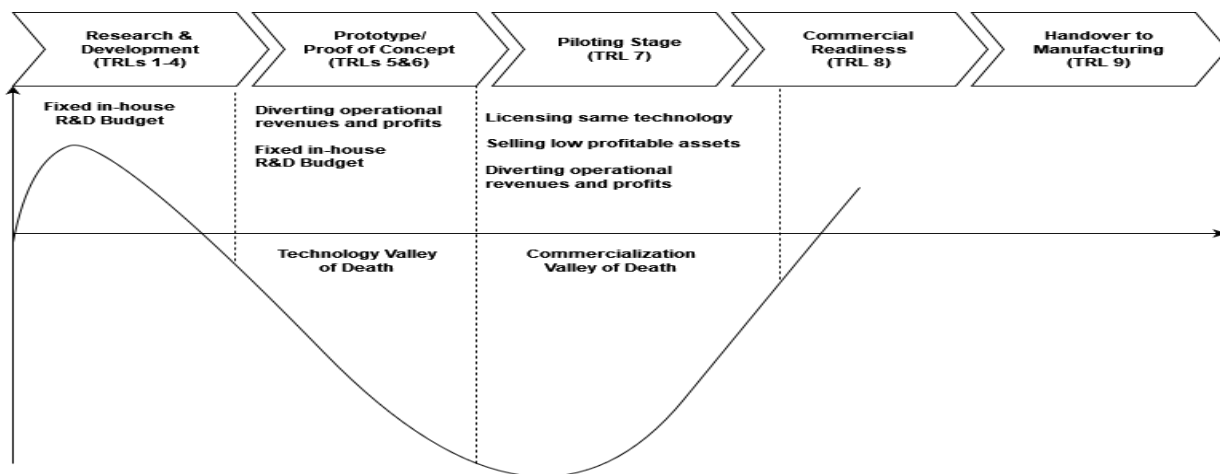 Research &
Development
(TRLs 1-4)
Prototype/
Proof of Concept
(TRLs 5&6)
Piloting Stage
(TRL 7)
Commercial
Readiness
(TRL 8)
Handover to
Manufacturing
(TRL 9)
Fixed in-house
R&D Budget
Diverting operational
revenues and profits
Fixed in-house
R&D Budget
Licensing same technology
Selling low profitable assets
Diverting operational
revenues and profits
Technology Valley
of Death
Commercialization
Valley of Death